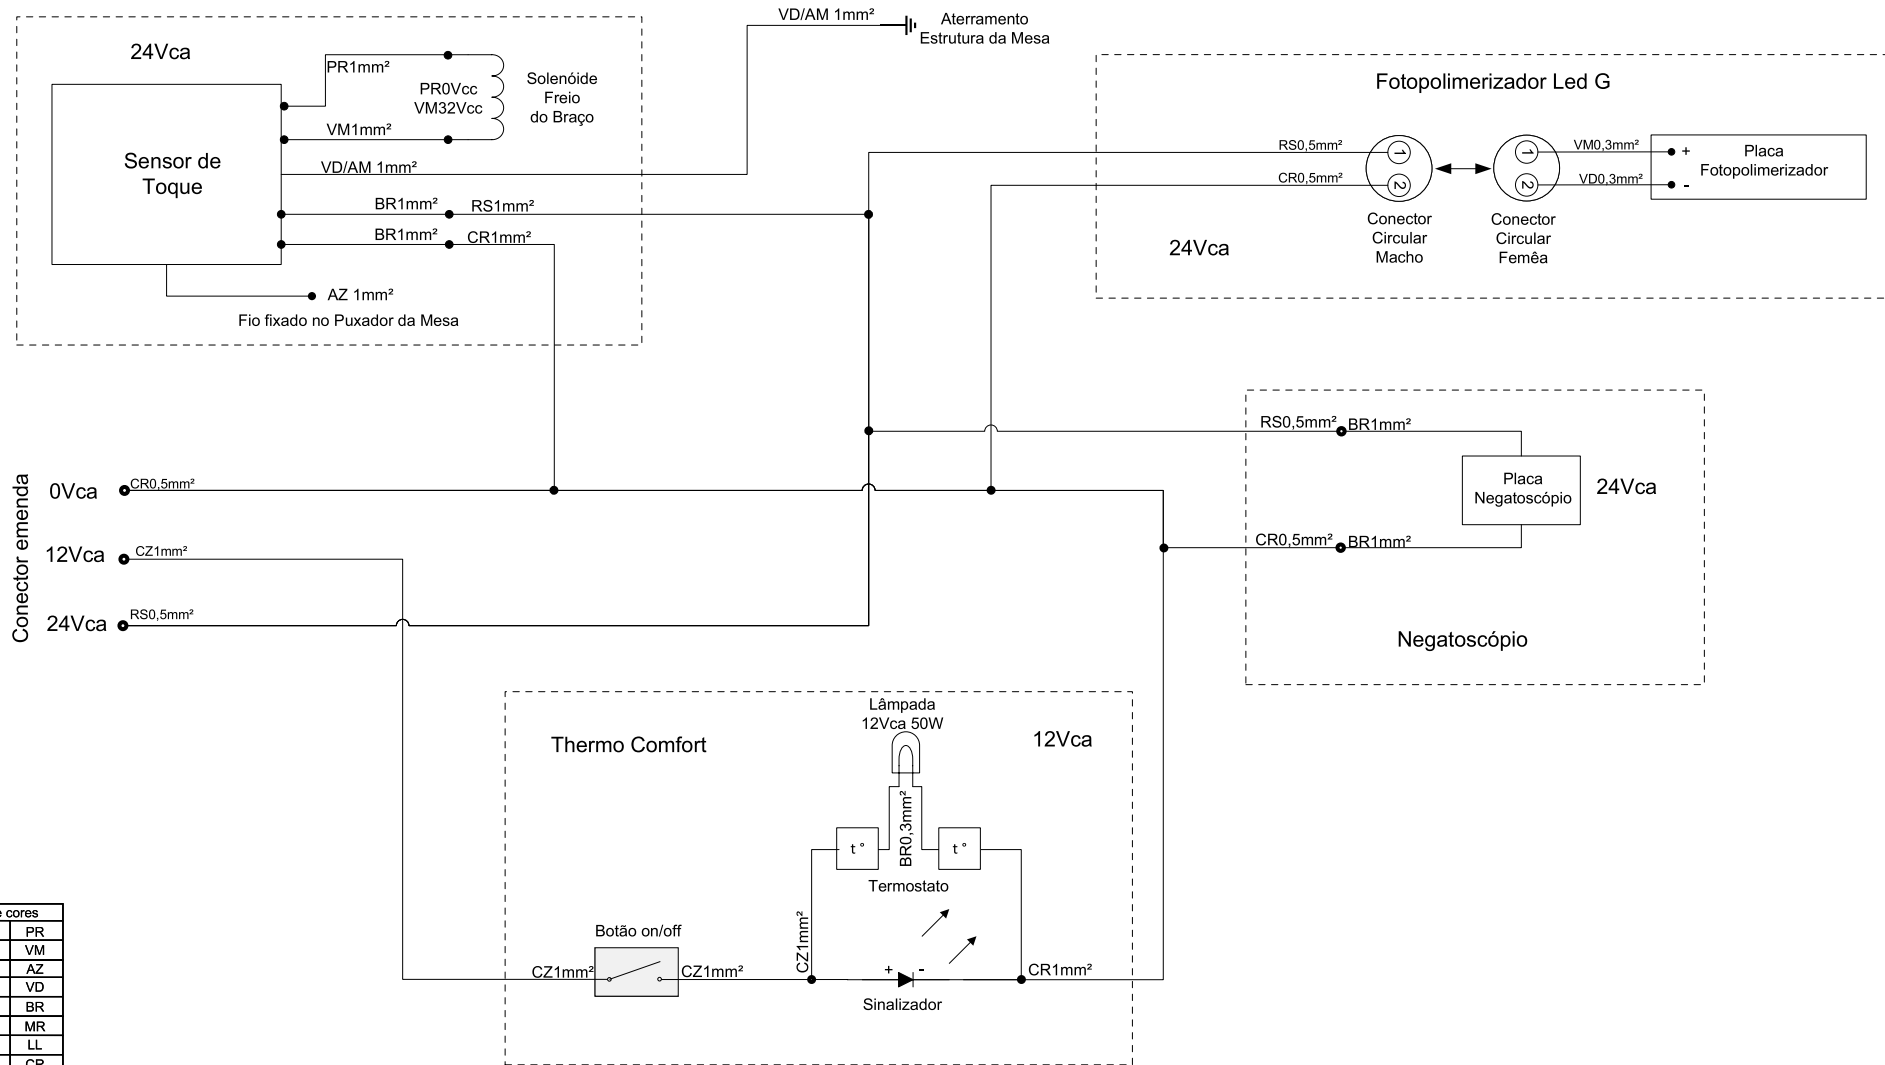 VD/AM 1mm²
Aterramento
Estrutura da Mesa
24Vca
PR1mm²
PR0Vcc
VM32Vcc
Solenóide
Freio
do Braço
VM1mm²
Sensor de
Toque
VD/AM 1mm²
BR1mm²
RS1mm²
BR1mm²
CR1mm²
AZ 1mm²
Fio fixado no Puxador da Mesa
Fotopolimerizador Led G
RS0,5mm²
1
1
VM0,3mm²
+
Placa
Fotopolimerizador
CR0,5mm²
2
2
VD0,3mm²
-
Conector
Circular
Macho
Conector
Circular
Femêa
24Vca
RS0,5mm²
BR1mm²
Placa
Negatoscópio
24Vca
CR0,5mm²
BR1mm²
Negatoscópio
Conector emenda
0Vca
CR0,5mm²
12Vca
CZ1mm²
24Vca
RS0,5mm²
Thermo Comfort
Lâmpada
12Vca 50W
12Vca
BR0,3mm²
t °
t °
Termostato
CZ1mm²
Botão on/off
CZ1mm²
CZ1mm²
+
-
CR1mm²
Sinalizador
cores
PR
VM
AZ
VD
BR
MR
LL
CR